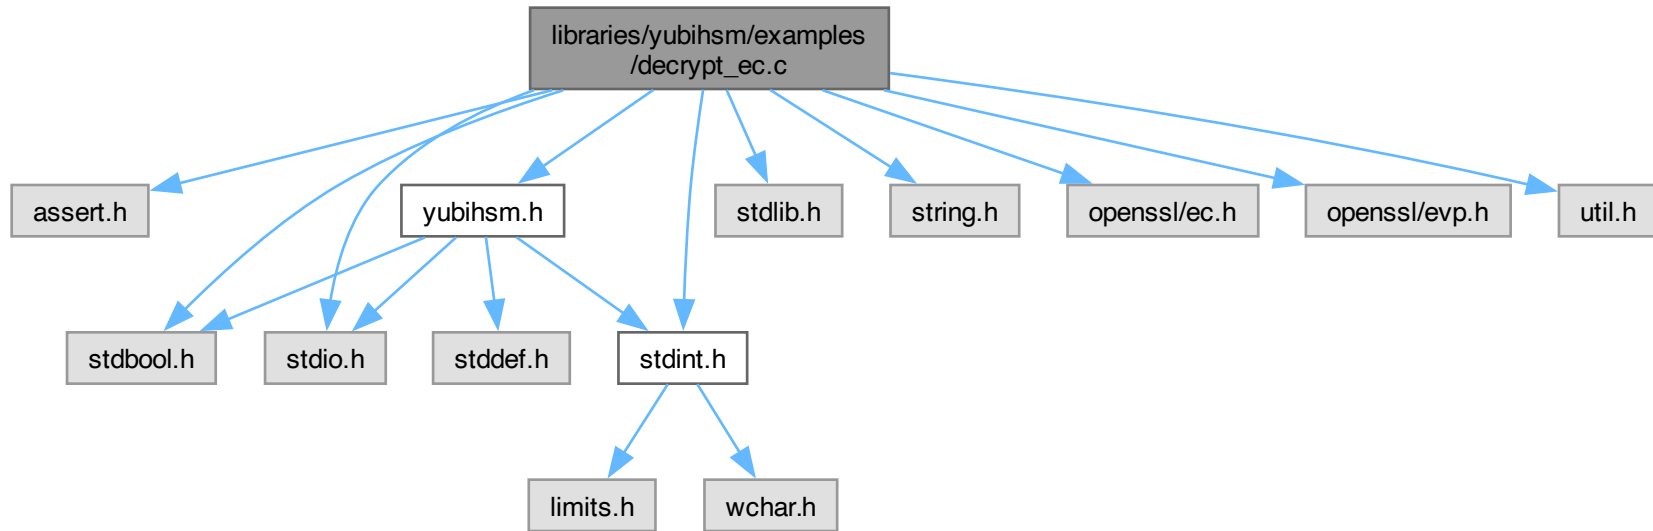 libraries/yubihsm/examples
/decrypt_ec.c
assert.h
yubihsm.h
stdlib.h
string.h
openssl/ec.h
openssl/evp.h
util.h
stdbool.h
stdio.h
stddef.h
stdint.h
limits.h
wchar.h